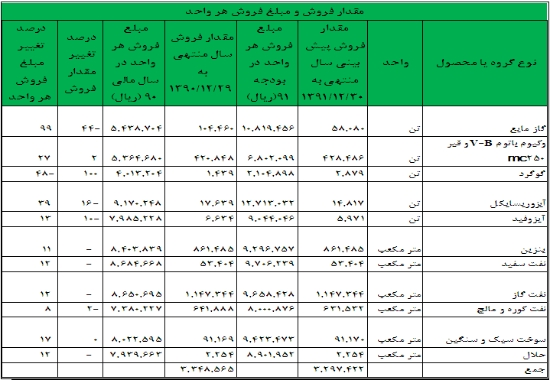 مقدار فروش و مبلغ فروش هر واحد
نوع گروه یا محصول | واحد | مقدار فروش پیش بینی سال منتهی به ۱۳۹۱/۱۲/۳۰ | مبلغ فروش هر واحد در بودجه ۹۱(ریال) | مقدار فروش سال منتهی به ۱۳۹۰/۱۲/۲۹ | مبلغ فروش هر واحد در سال مالی ۹۰ (ریال) | درصد تغییر مقدار فروش | درصد تغییر مبلغ فروش هر واحد
گاز مایع | تن | ۵۸.۰۸۰ | ۱۰.۸۱۹.۴۵۶ | ۱۰۴.۴۶۰ | ۵.۴۳۸.۷۰۴ | -۴۴ | ۹۹
وکیوم باتوم V-B و قیر mc۲۵۰ | تن | ۴۲۸.۴۸۶ | ۶.۸۰۲.۰۹۹ | ۴۲۰.۸۴۸ | ۵.۳۶۴.۶۸۰ | ۲ | ۲۷
گوگرد | تن | ۲.۸۷۹ | ۲.۱۰۴.۸۹۸ | ۱.۴۳۹ | ۴.۰۱۳.۲۰۴ | ۱۰۰ | -۴۸
آیزوریسایکل | تن | ۱۴.۸۱۷ | ۱۲.۷۱۳.۰۳۲ | ۱۷.۶۳۹ | ۹.۱۷۰.۲۴۸ | -۱۶ | ۳۹
آیزوفید | تن | ۵.۹۷۱ | ۹.۰۴۴.۰۴۶ | ۶.۶۳۴ | ۷.۹۸۵.۲۲۸ | -۱۰ | ۱۳
بنزین | متر مکعب | ۸۶۱.۴۸۵ | ۹.۲۹۶.۷۵۷ | ۸۶۱.۴۸۵ | ۸.۴۰۳.۸۳۹ | - | ۱۱
نفت سفید | متر مکعب | ۵۳.۴۰۴ | ۹.۷۰۶.۲۳۹ | ۵۳.۴۰۴ | ۸.۶۸۴.۶۶۸ | - | ۱۲
نفت گاز | متر مکعب | ۱.۱۴۷.۳۴۴ | ۹.۶۵۸.۴۲۸ | ۱.۱۴۷.۳۴۴ | ۸.۶۵۰.۶۹۵ | - | ۱۲
نفت کوره و مالچ | متر مکعب | ۶۳۱.۵۳۲ | ۸.۰۰۰.۸۷۶ | ۶۴۱.۸۸۸ | ۷.۳۸۰.۲۲۷ | -۲ | ۸
سوخت سبک و سنگین | متر مکعب | ۹۱.۱۷۰ | ۹.۴۲۳.۴۷۳ | ۹۱.۱۶۹ | ۸.۰۲۲.۵۹۵ | ۰ | ۱۷
حلال | متر مکعب | ۲.۲۵۴ | ۸.۹۰۱.۹۵۲ | ۲.۲۵۴ | ۷.۹۳۹.۶۶۳ | - | ۱۲
جمع | ۳.۲۹۷.۴۲۲ | ۳.۳۴۸.۵۶۵